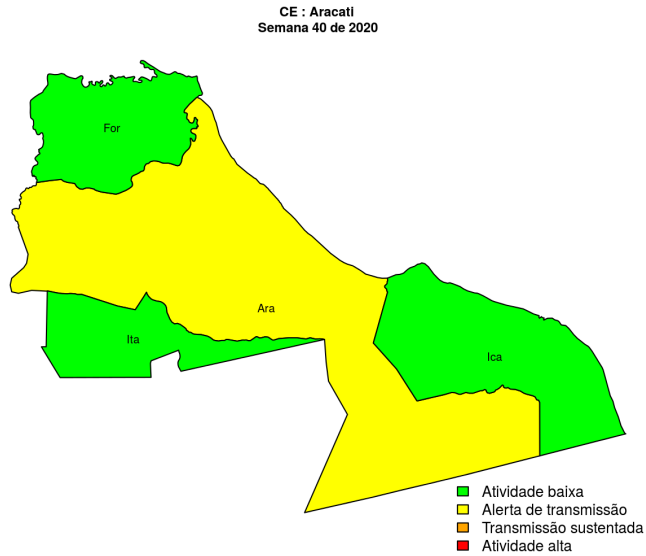 CE : Aracati
Semana 40 de 2020
For
Ara
Ita
Ica
Atividade baixa
Alerta de transmissão
Transmissão sustentada
Atividade alta